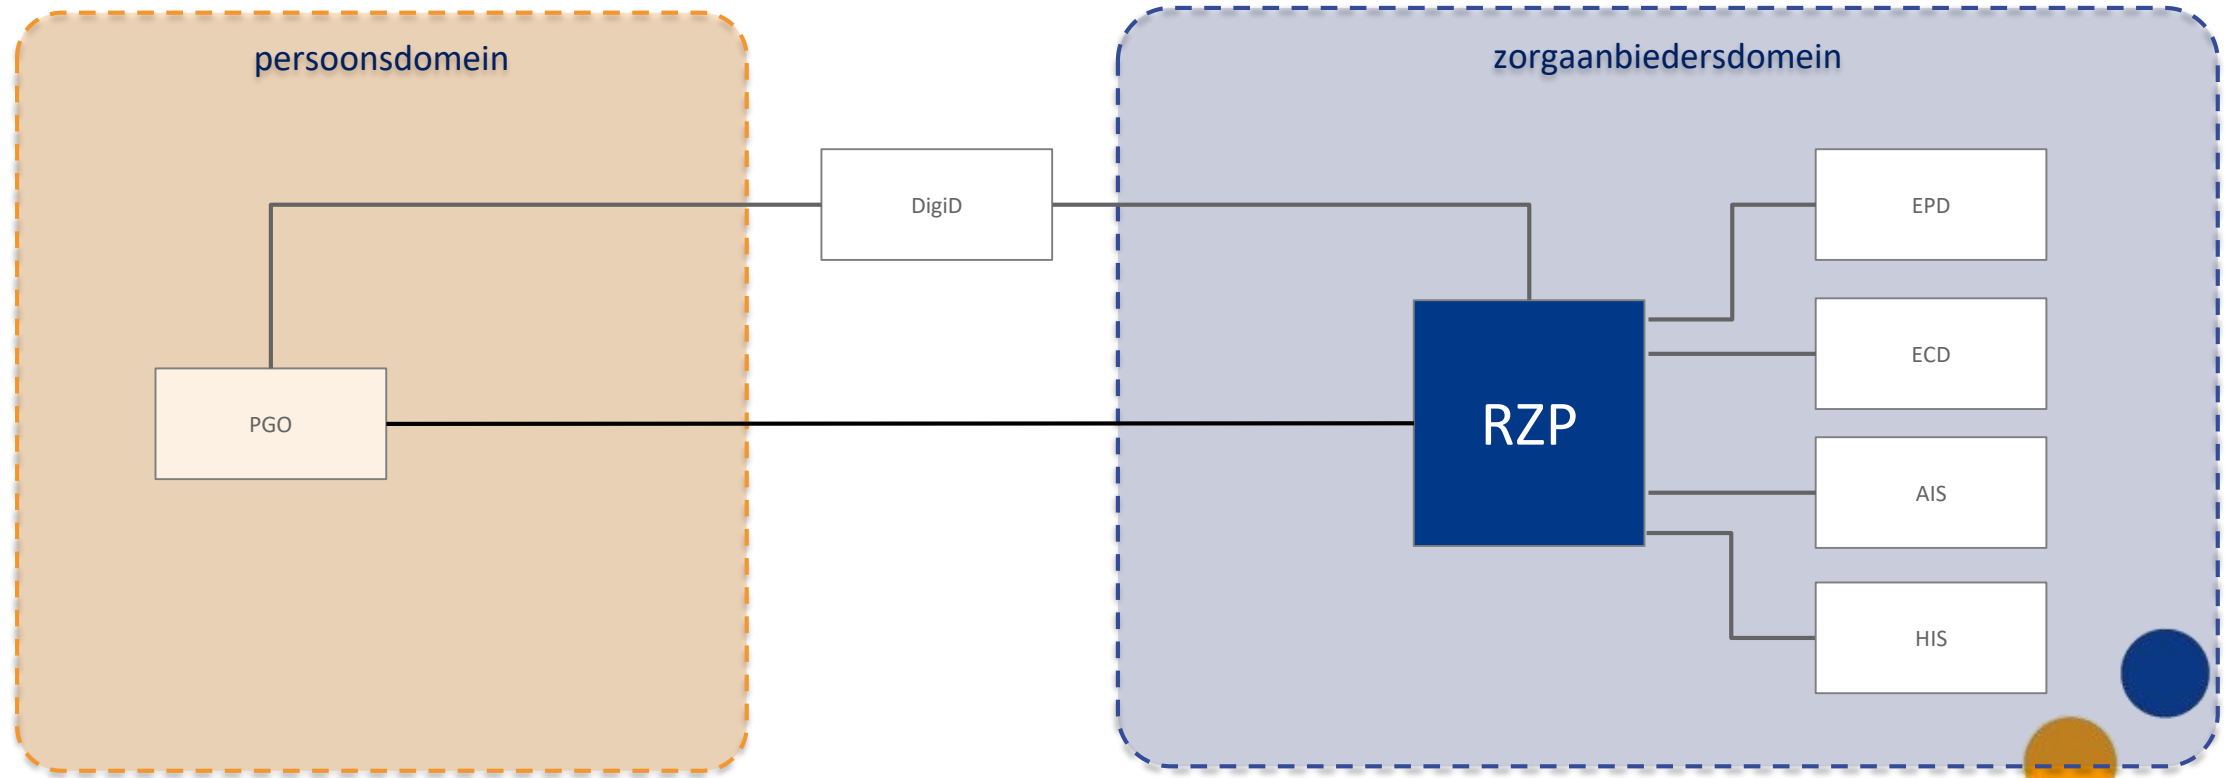 persoonsdomein
zorgaanbiedersdomein
DigiD
EPD
ECD
PGO
RZP
AIS
HIS